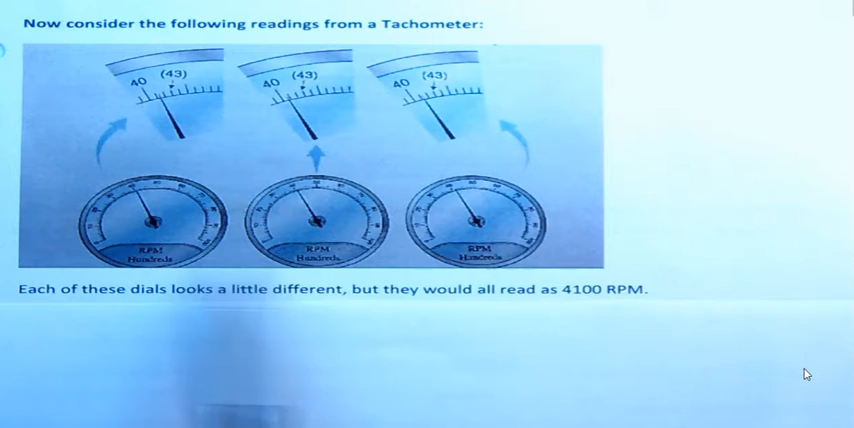 Now consider the following readings from a Tachometer:
40 (43)
40 (43)
40 (43)
RPM
Hundreds
RPM
Hundreds
RPM
Hundreds
Each of these dials looks a little different, but they would all read as 4100 RPM.